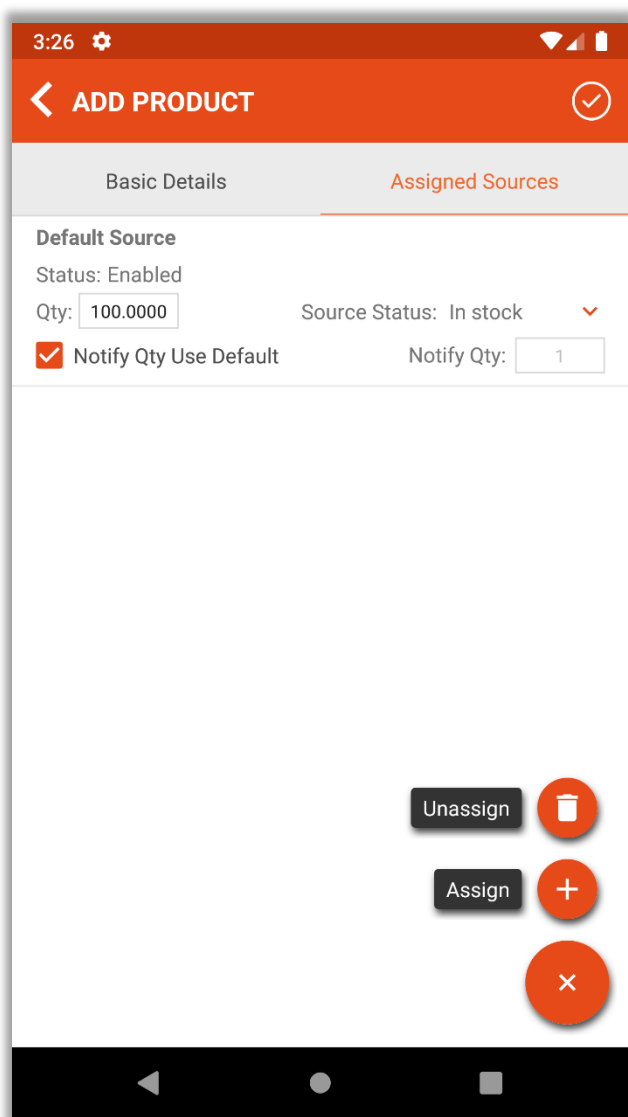 3:26
ADD PRODUCT
Basic Details Assigned Sources
Default Source
Status: Enabled
Qty: 100.0000 Source Status: In stock
Notify Qty Use Default Notify Qty: 1
Unassign
Assign